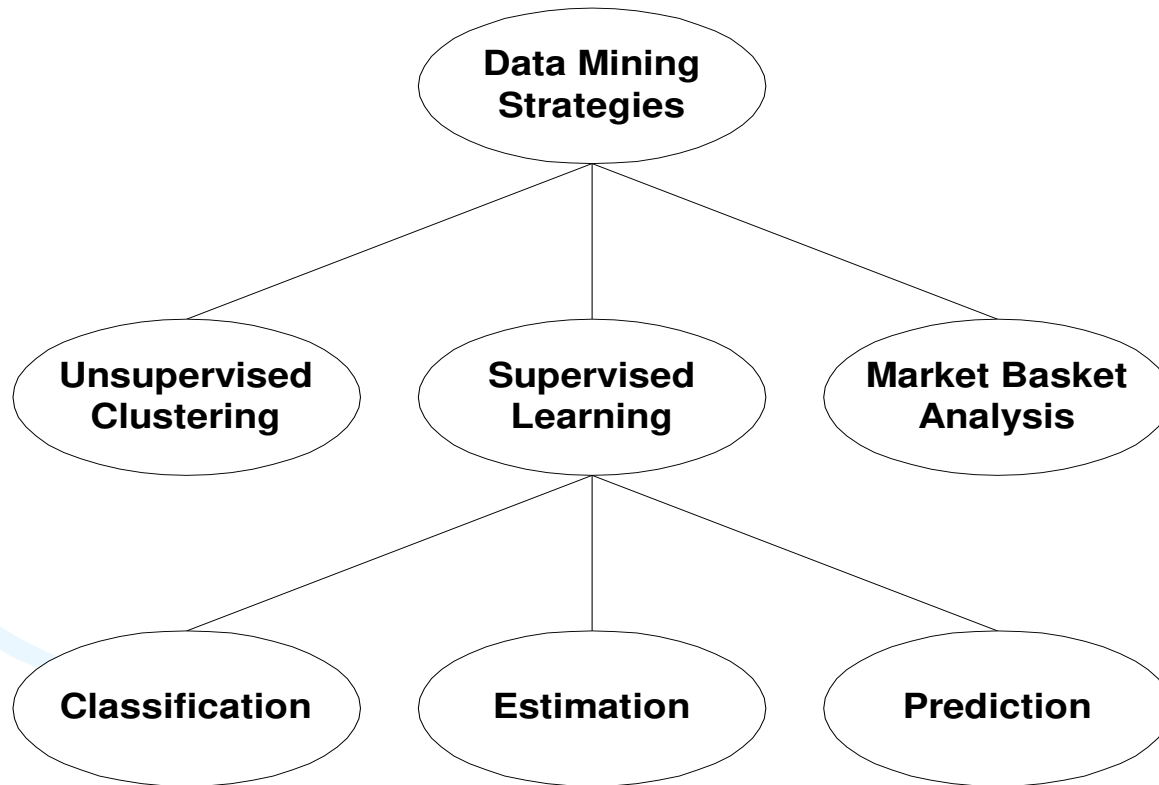 Data Mining
Strategies
Unsupervised
Clustering
Supervised
Learning
Market Basket
Analysis
Classification
Estimation
Prediction